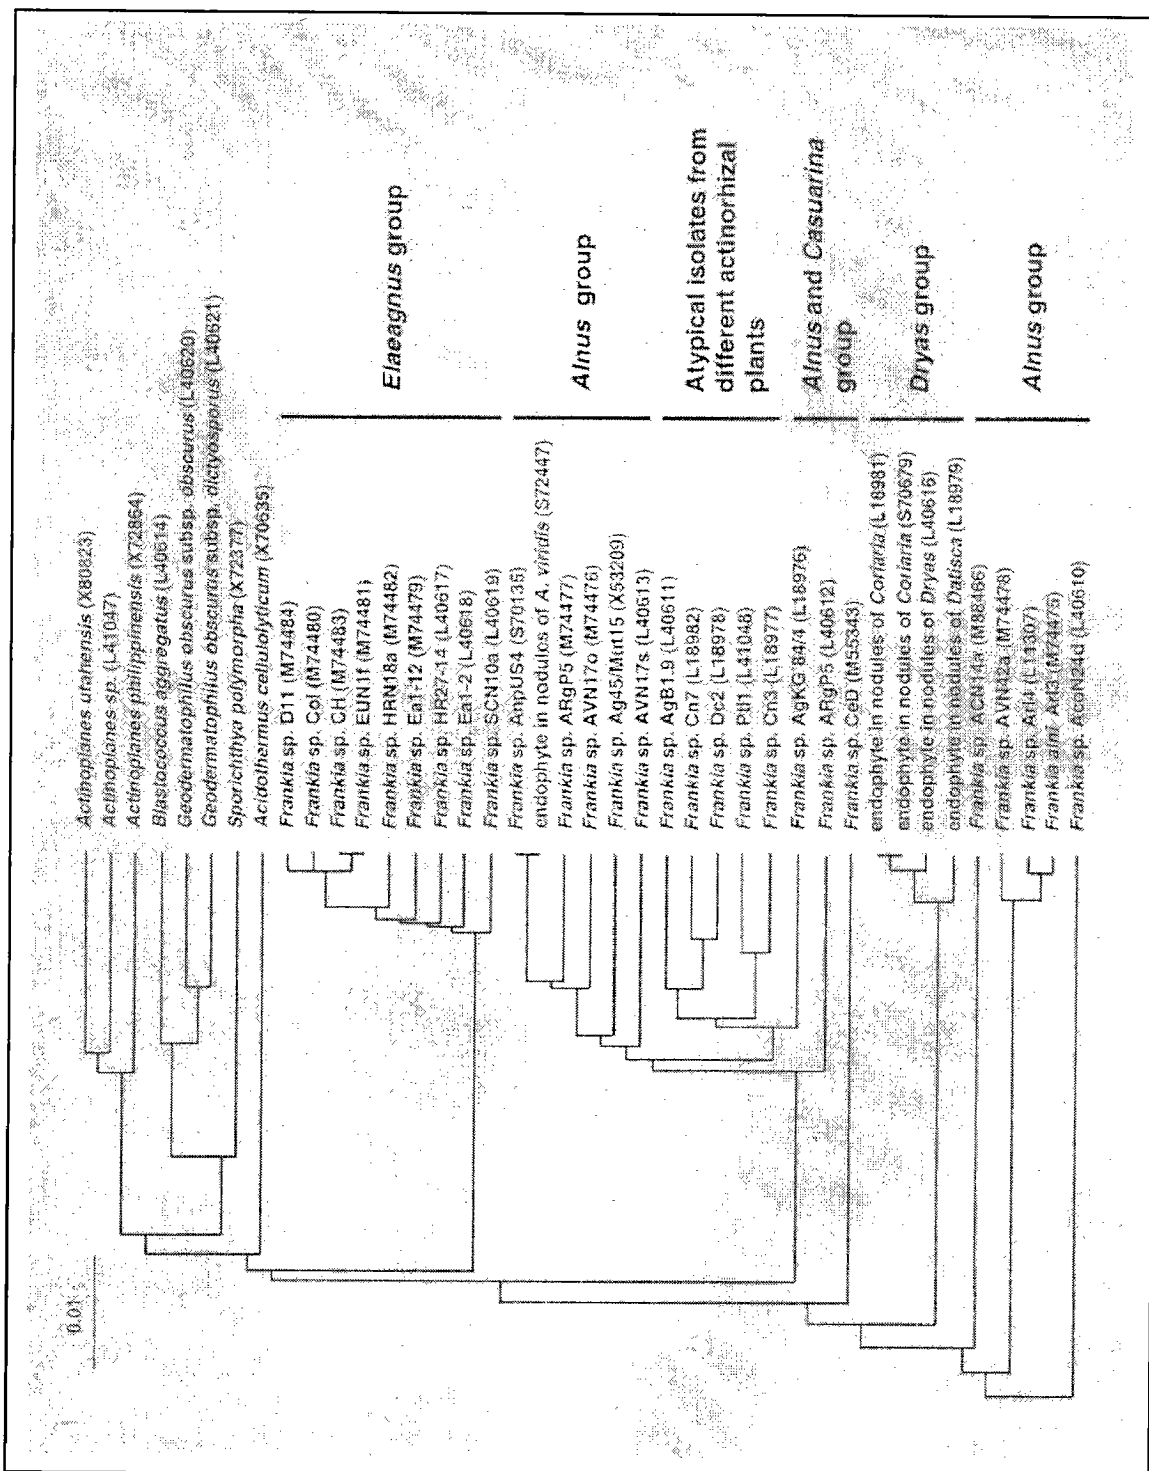 0.01
Actinoplanes utahensis (X80823)
Actinoplanes sp. (L41047)
Actinoplanes phillippinensis (X72864)
Blastococcus aggregatus (L40614)
Geodermatophilus obscurus subsp. obscurus (L40620)
Geodermatophilus obscurus subsp. dictyosporus (L40621)
Sporichthya polymorpha (X72377)
Acidothermus cellulolyticum (X70635)
Frankia sp. D11 (M74484)
Frankia sp. Col (M74480)
Frankia sp. CH (M74483)
Frankia sp. EUN1f (M74481)
Frankia sp. HRN18a (M74482)
Frankia sp. Ea1-12 (M74479)
Frankia sp. HR27-14 (L40617)
Frankia sp. Ea1-2 (L40618)
Frankia sp. SCN10a (L40619)
Frankia sp. AnpUS4 (S70135)
endophyte in nodules of A. viridis (S72447)
Frankia sp. ARgP5 (M74477)
Frankia sp. AVN17o (M74476)
Frankia sp. Ag45/Mut15 (X63209)
Frankia sp. AVN17s (L40613)
Frankia sp. AgB1.9 (L40611)
Frankia sp. Cn7 (L18982)
Frankia sp. Dc2 (L18978)
Frankia sp. PtI1 (L41048)
Frankia sp. Cn3 (L18977)
Frankia sp. AgKG'84/4 (L18976)
Frankia sp. ARgP5 (L40612)
Frankia sp. CeD (M55343)
endophyte in nodules of Coriaria (L18981)
endophyte in nodules of Coriaria (S70679)
endophyte in nodules of Dryas (L40616)
endophyte in nodules of Datisca (L18979)
Frankia sp. ACN14a (M88466)
Frankia sp. AVN42a (M74478)
Frankia sp. ArI4 (L11307)
Frankia alni ArI3 (M74475)
Frankia sp. AcoN24d (L40610)
Elaeagnus group
Alnus group
Atypical isolates from
different actinorhizal
plants
Alnus and Casuarina
group
Dryas group
Alnus group